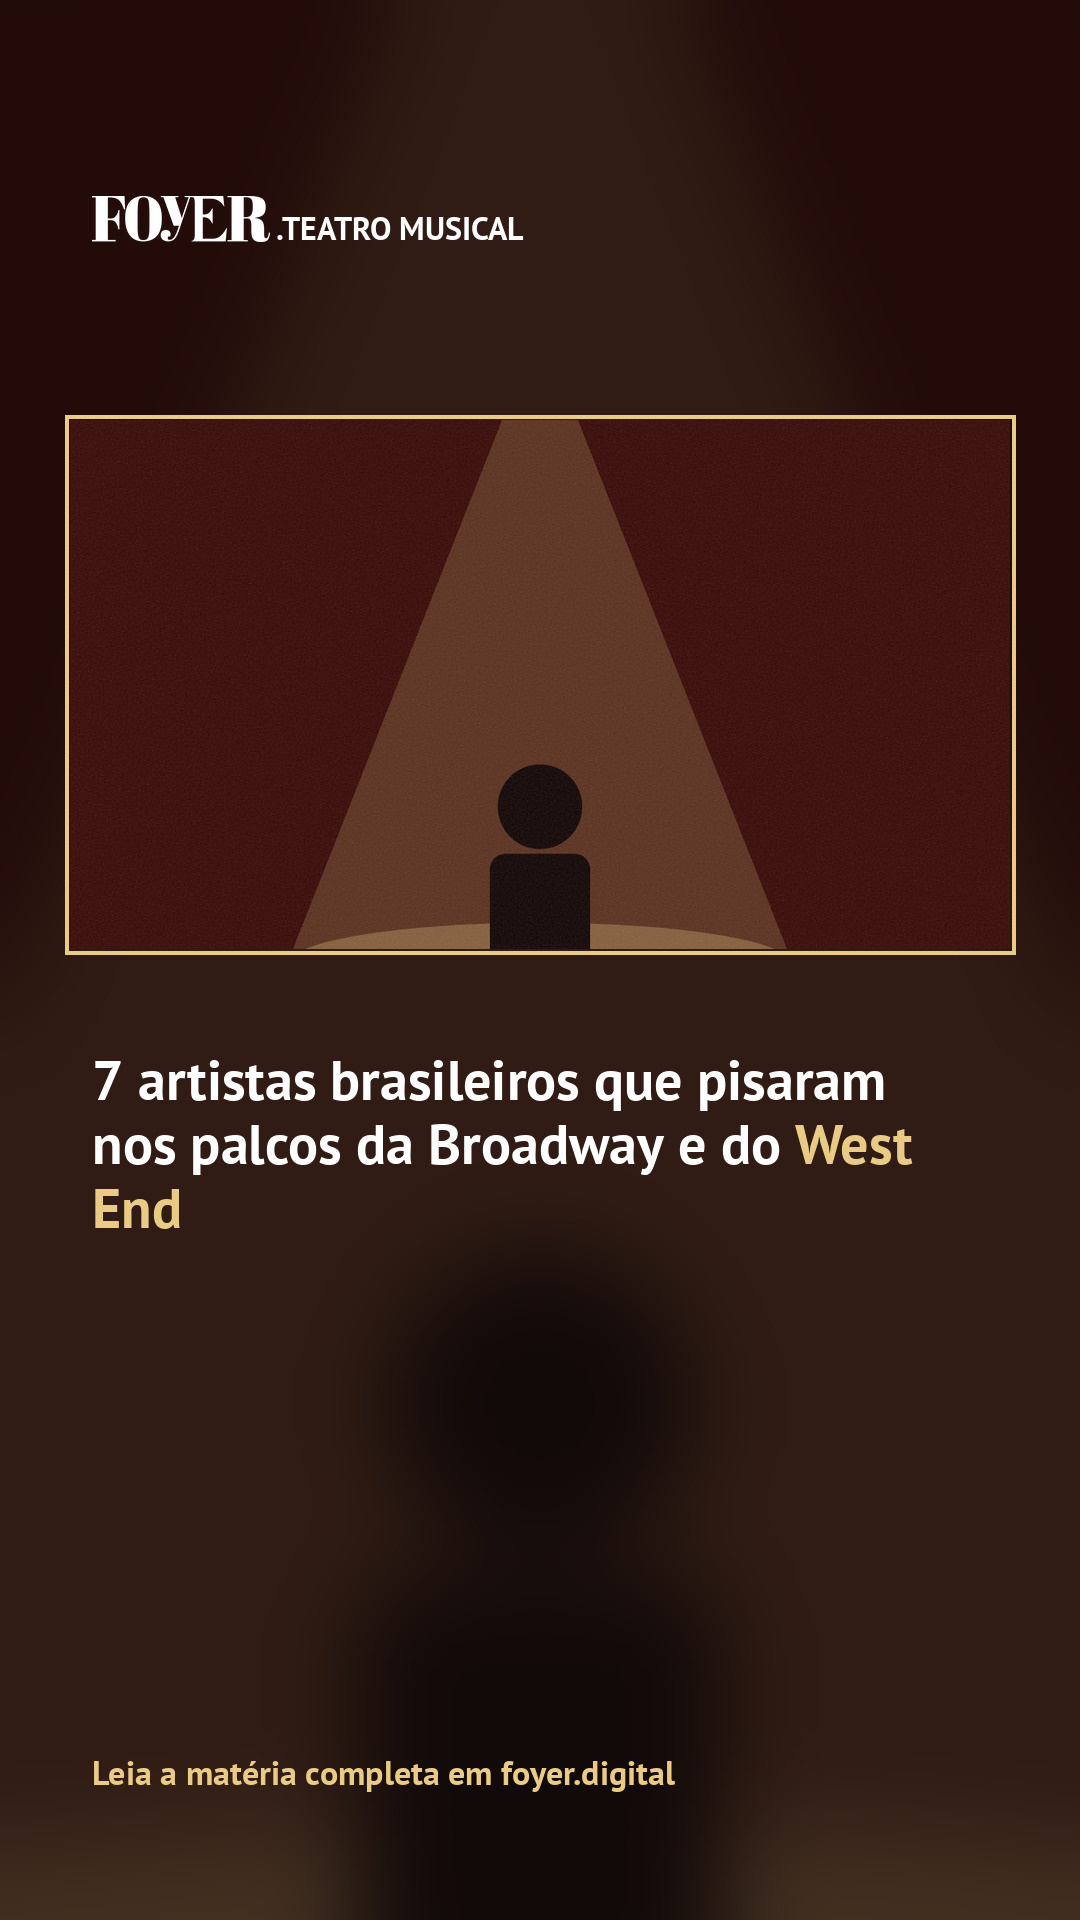 FOYER .TEATRO MUSICAL
7 artistas brasileiros que pisaram
nos palcos da Broadway e do West
End
Leia a matéria completa em foyer.digital